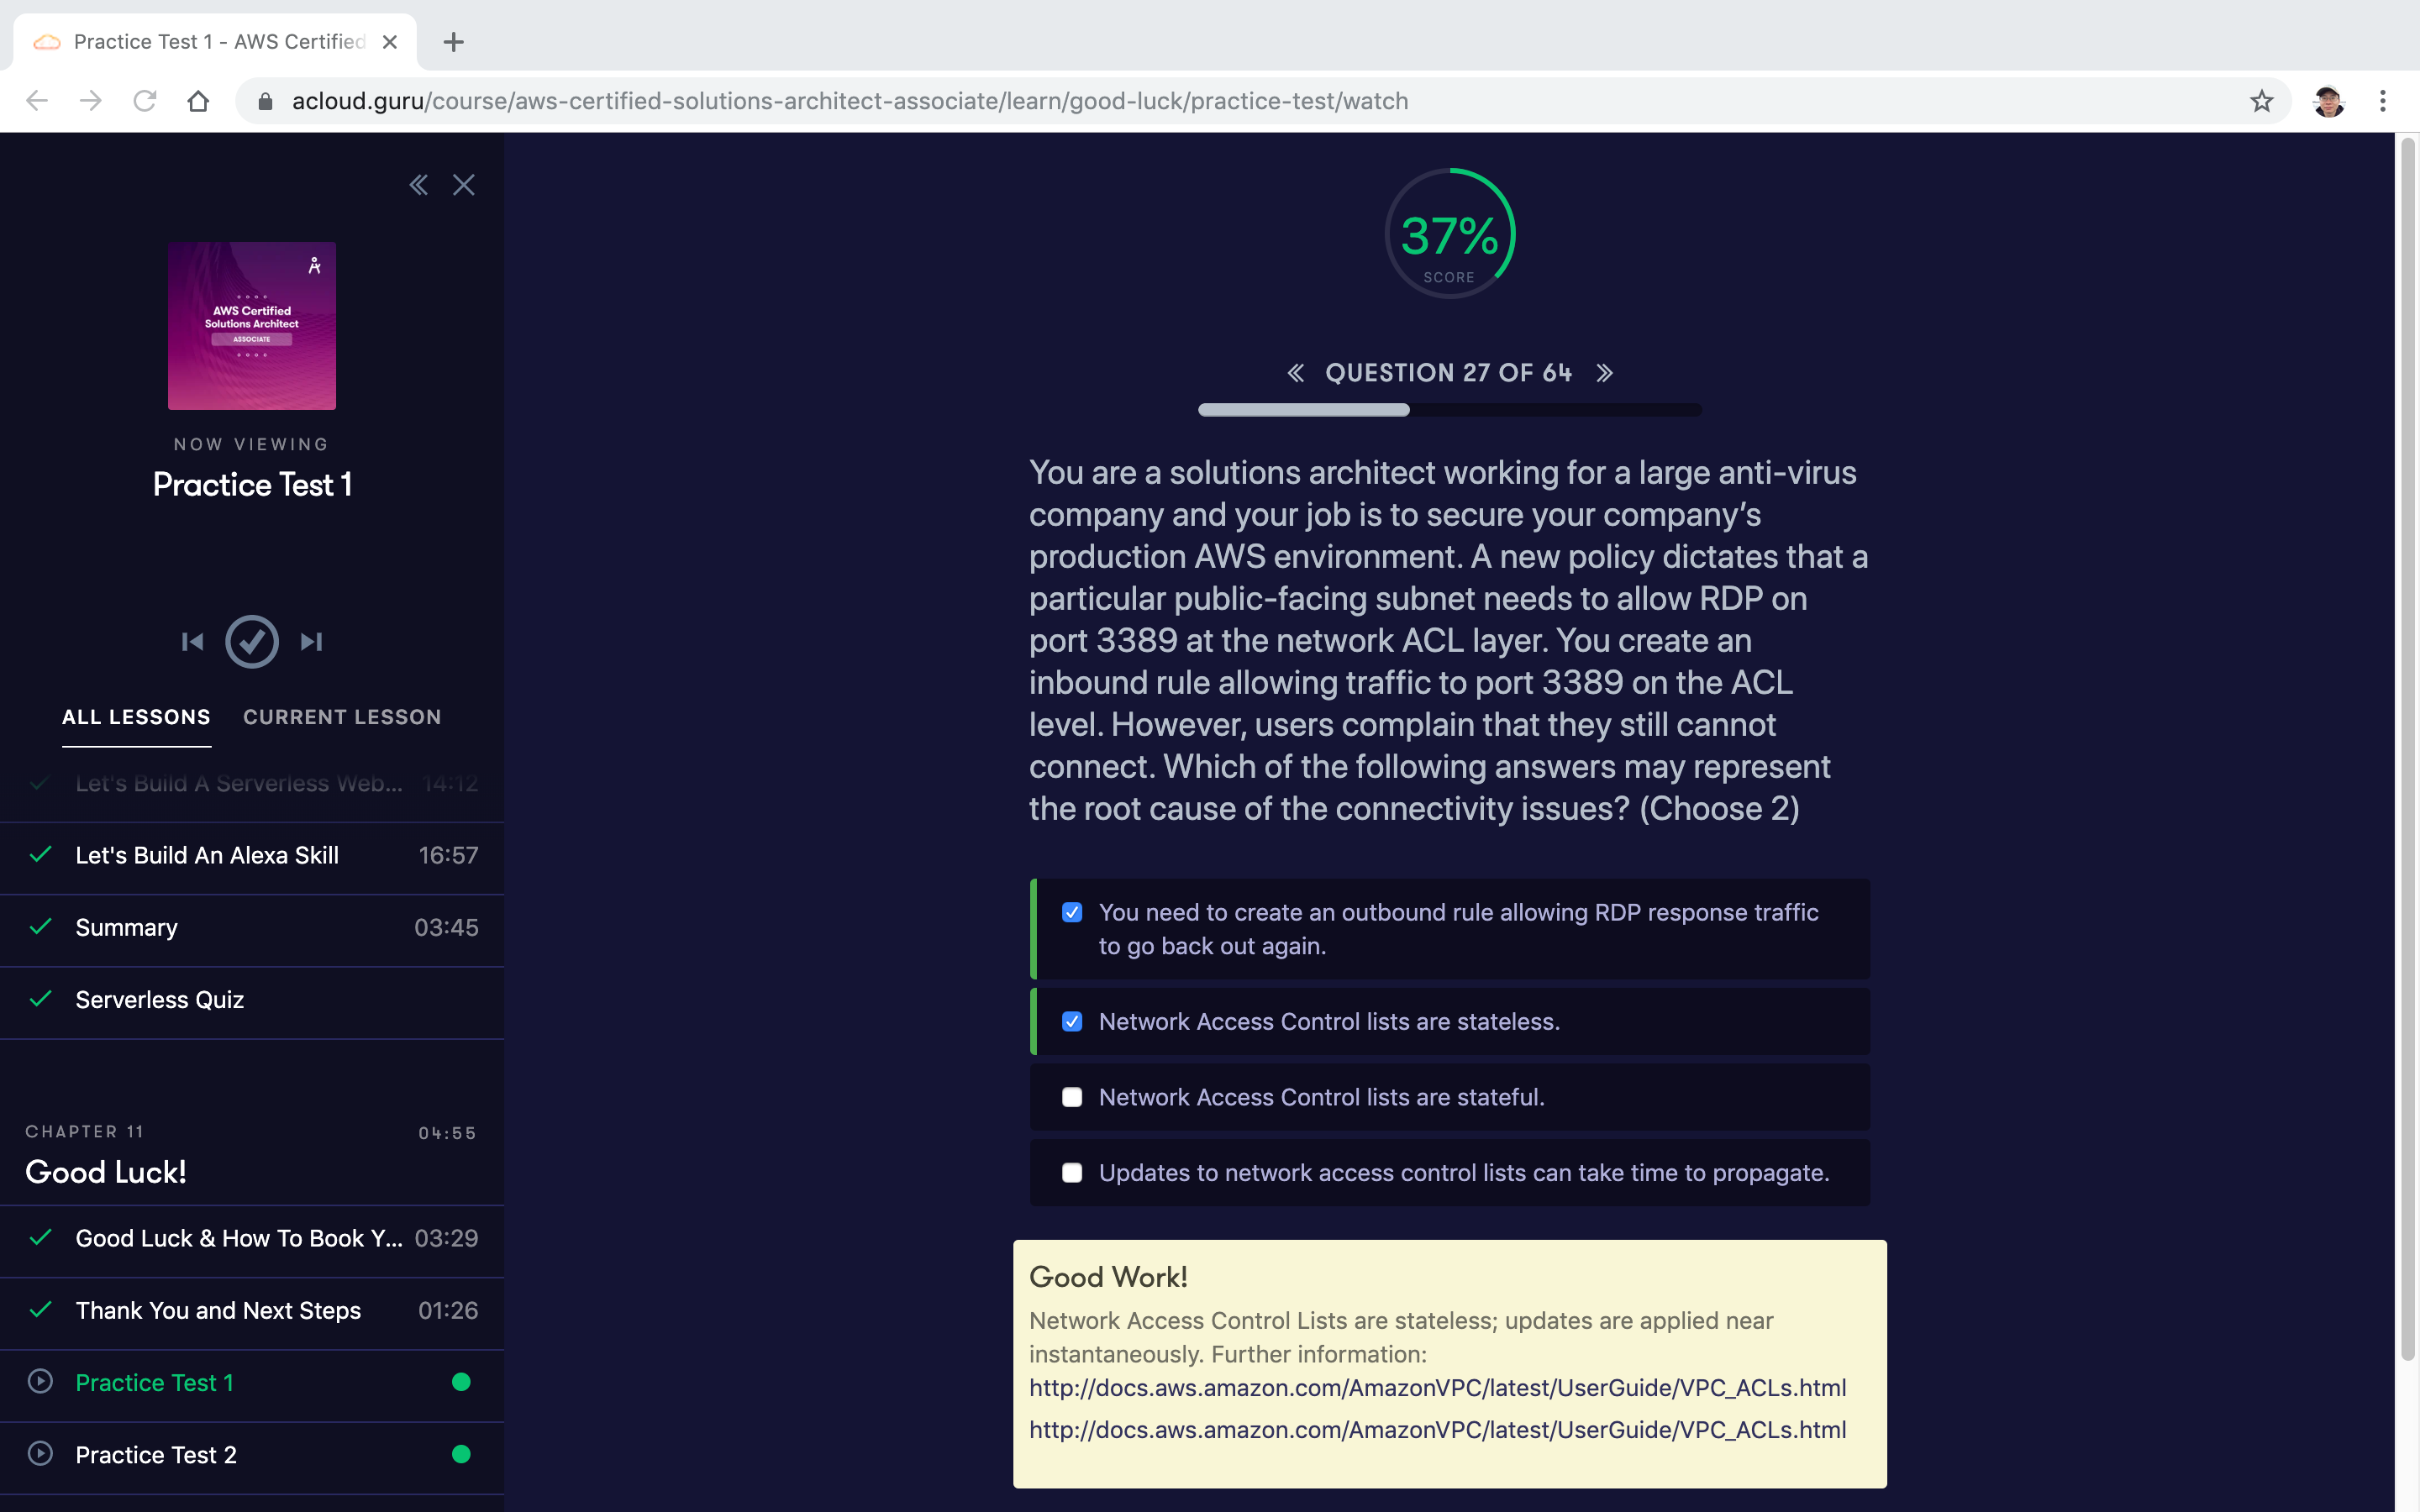 Practice Test 1 - AWS Certified
acloud.guru/course/aws-certified-solutions-architect-associate/learn/good-luck/practice-test/watch
AWS Certified
Solutions Architect
ASSOCIATE
NOW VIEWING
Practice Test 1
ALL LESSONS
CURRENT LESSON
Let's Build A Serverless Web... 14:12
Let's Build An Alexa Skill 16:57
Summary 03:45
Serverless Quiz
CHAPTER 11 04:55
Good Luck!
Good Luck & How To Book Y... 03:29
Thank You and Next Steps 01:26
Practice Test 1
Practice Test 2
37%
SCORE
QUESTION 27 OF 64
You are a solutions architect working for a large anti-virus
company and your job is to secure your company’s
production AWS environment. A new policy dictates that a
particular public-facing subnet needs to allow RDP on
port 3389 at the network ACL layer. You create an
inbound rule allowing traffic to port 3389 on the ACL
level. However, users complain that they still cannot
connect. Which of the following answers may represent
the root cause of the connectivity issues? (Choose 2)
You need to create an outbound rule allowing RDP response traffic
to go back out again.
Network Access Control lists are stateless.
Network Access Control lists are stateful.
Updates to network access control lists can take time to propagate.
Good Work!
Network Access Control Lists are stateless; updates are applied near
instantaneously. Further information:
http://docs.aws.amazon.com/AmazonVPC/latest/UserGuide/VPC_ACLs.html
http://docs.aws.amazon.com/AmazonVPC/latest/UserGuide/VPC_ACLs.html